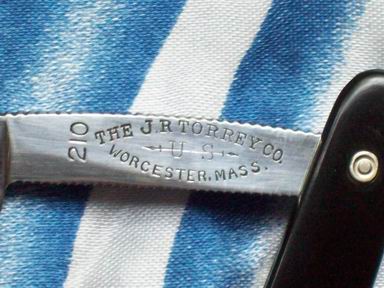 210
THE J.R TORREY CO.
U S
WORCESTER, MASS.